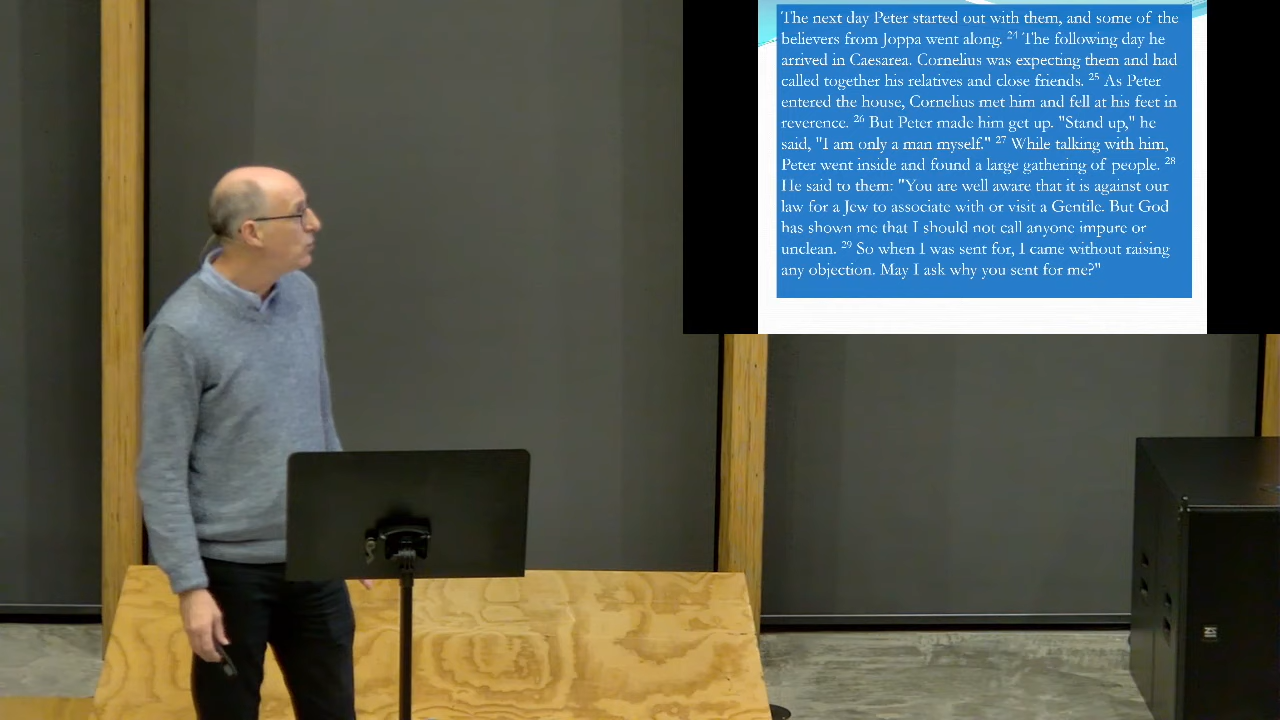 The next day Peter started out with them, and some of the
believers from Joppa went along. 24 The following day he
arrived in Caesarea. Cornelius was expecting them and had
called together his relatives and close friends. 25 As Peter
entered the house, Cornelius met him and fell at his feet in
reverence. 26 But Peter made him get up. "Stand up," he
said, "I am only a man myself." 27 While talking with him,
Peter went inside and found a large gathering of people. 28
He said to them: "You are well aware that it is against our
law for a Jew to associate with or visit a Gentile. But God
has shown me that I should not call anyone impure or
unclean. 29 So when I was sent for, I came without raising
any objection. May I ask why you sent for me?"